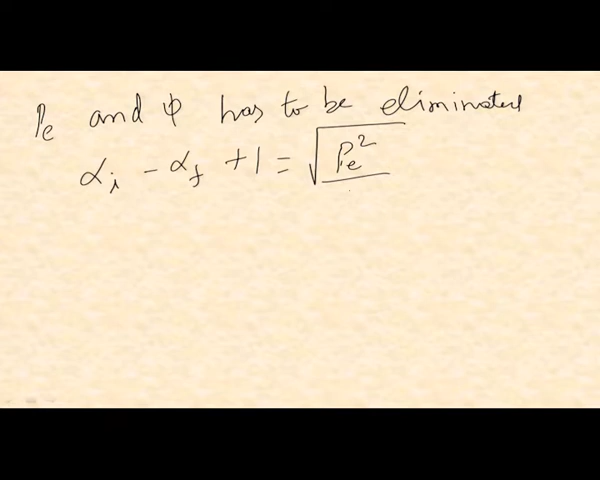 Pe and φ has to be eliminated
αi - αf + 1 = √Pe²